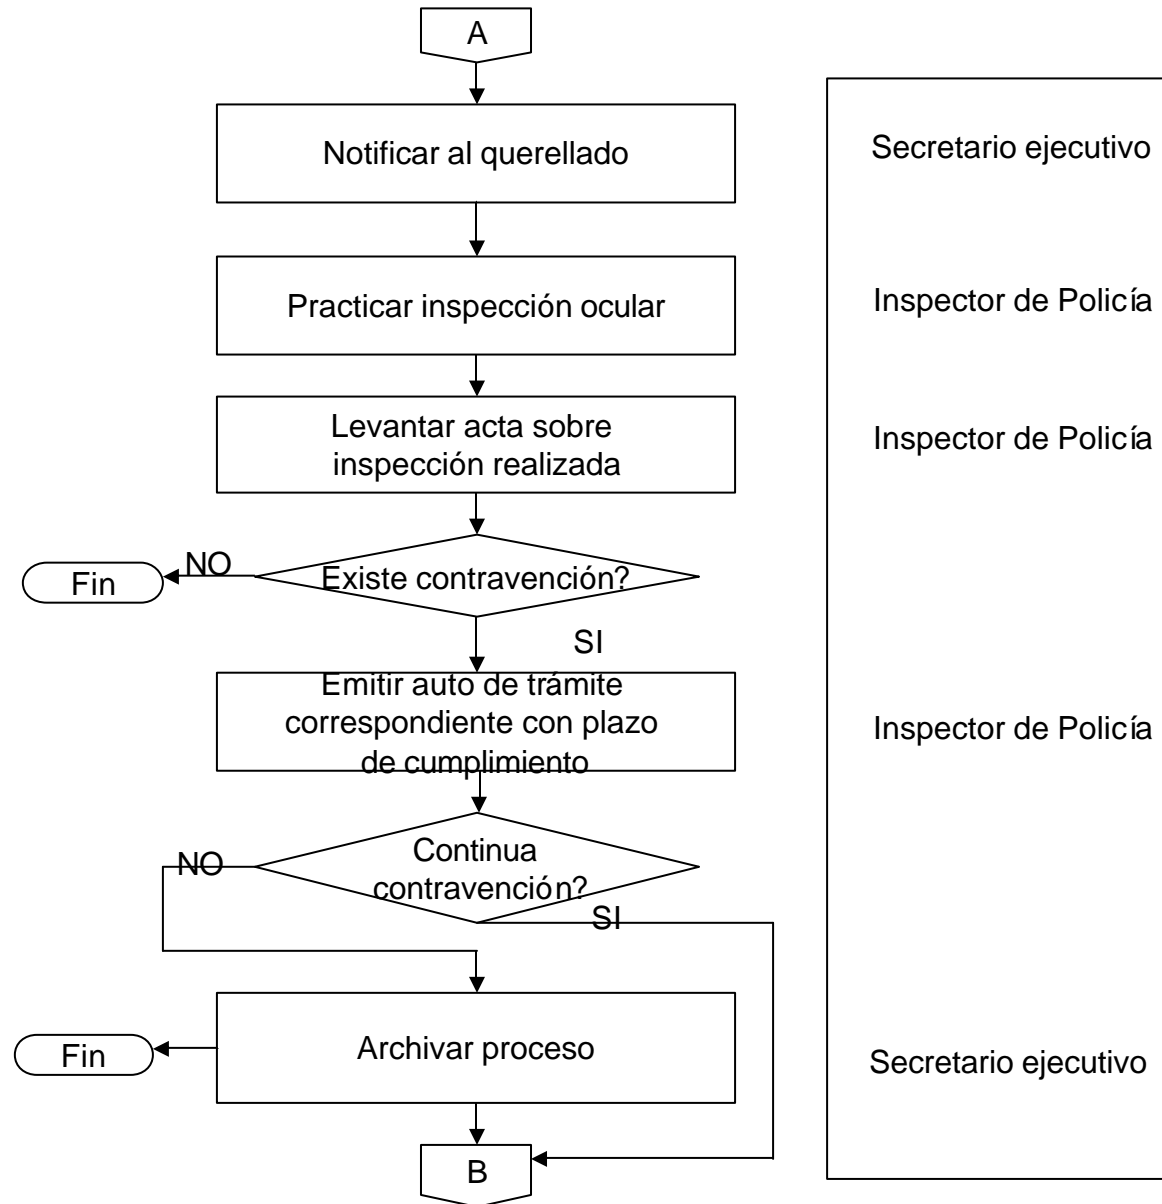 A
Notificar al querellado
Secretario ejecutivo
Practicar inspección ocular
Inspector de Policía
Levantar acta sobre
inspección realizada
Inspector de Policía
NO
Existe contravención?
Fin
SI
Emitir auto de trámite
correspondiente con plazo
de cumplimiento
Inspector de Policía
Continua
contravención?
NO
SI
Archivar proceso
Fin
Secretario ejecutivo
B